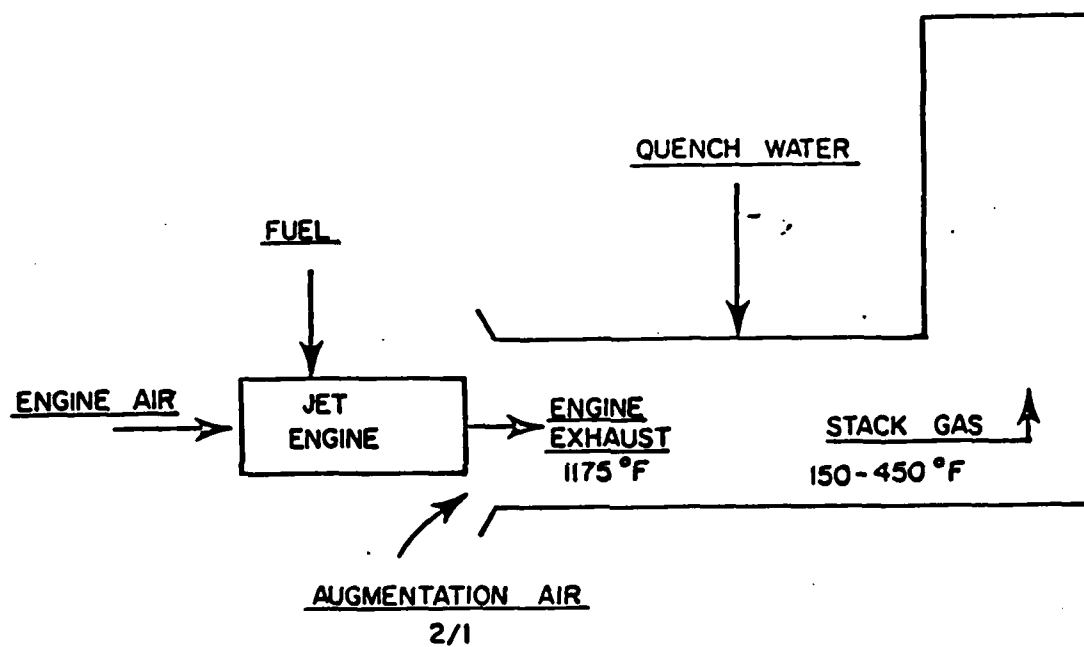 QUENCH WATER
FUEL
ENGINE AIR
JET
ENGINE
ENGINE
EXHAUST
1175 °F
STACK GAS
150-450 °F
AUGMENTATION AIR
2/1